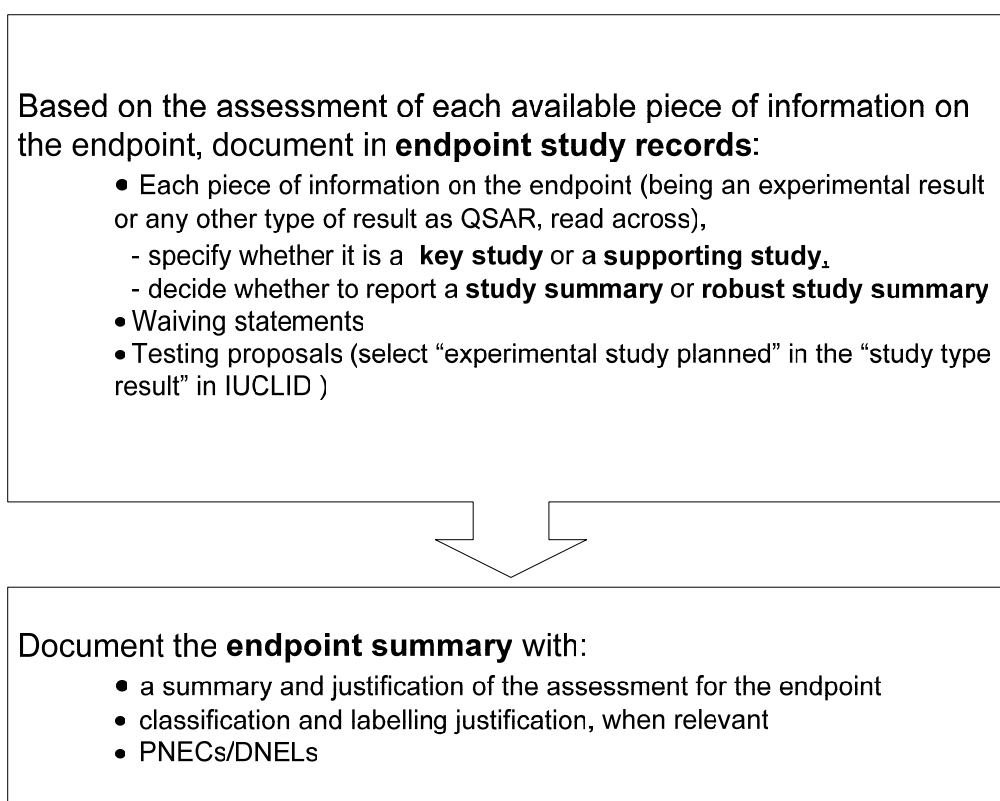 Based on the assessment of each available piece of information on
the endpoint, document in endpoint study records:
• Each piece of information on the endpoint (being an experimental result
or any other type of result as QSAR, read across),
- specify whether it is a key study or a supporting study,
- decide whether to report a study summary or robust study summary
• Waiving statements
• Testing proposals (select “experimental study planned” in the “study type
result” in IUCLID )
Document the endpoint summary with:
• a summary and justification of the assessment for the endpoint
• classification and labelling justification, when relevant
• PNECs/DNELs